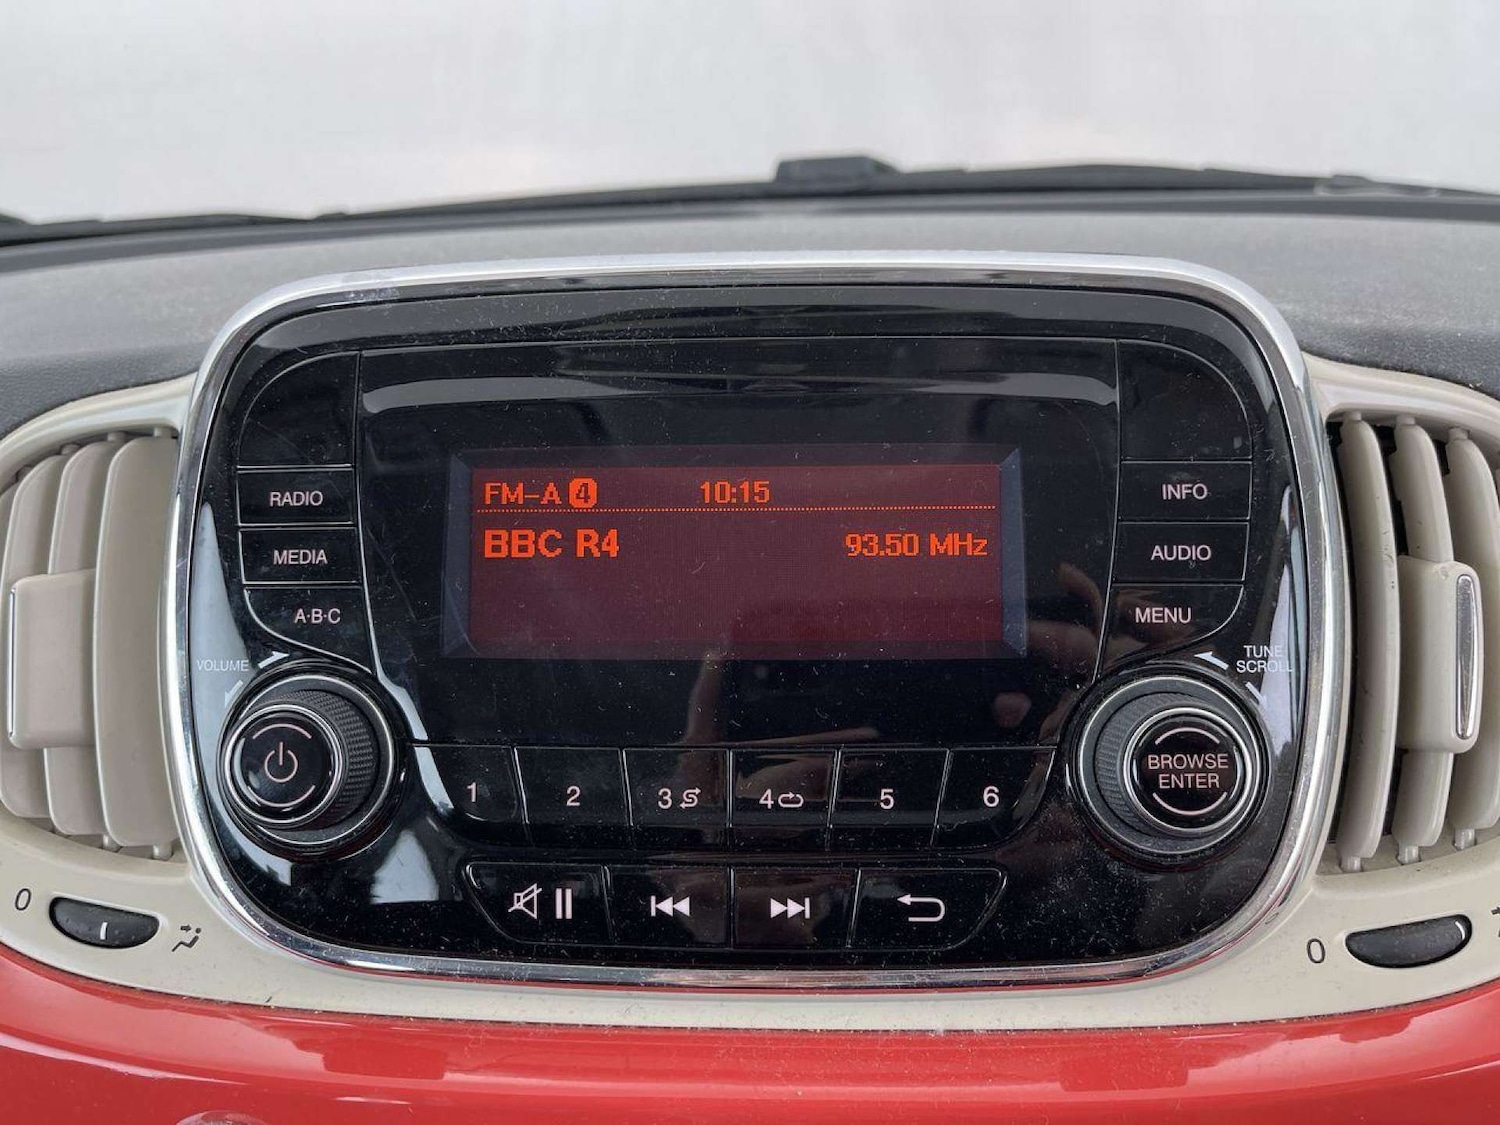 FM-A 4 10:15
BBC R4 93.50 MHz
RADIO
MEDIA
A·B·C
INFO
AUDIO
MENU
VOLUME
TUNE
SCROLL
BROWSE
ENTER
1 2 3 4 5 6
0
0